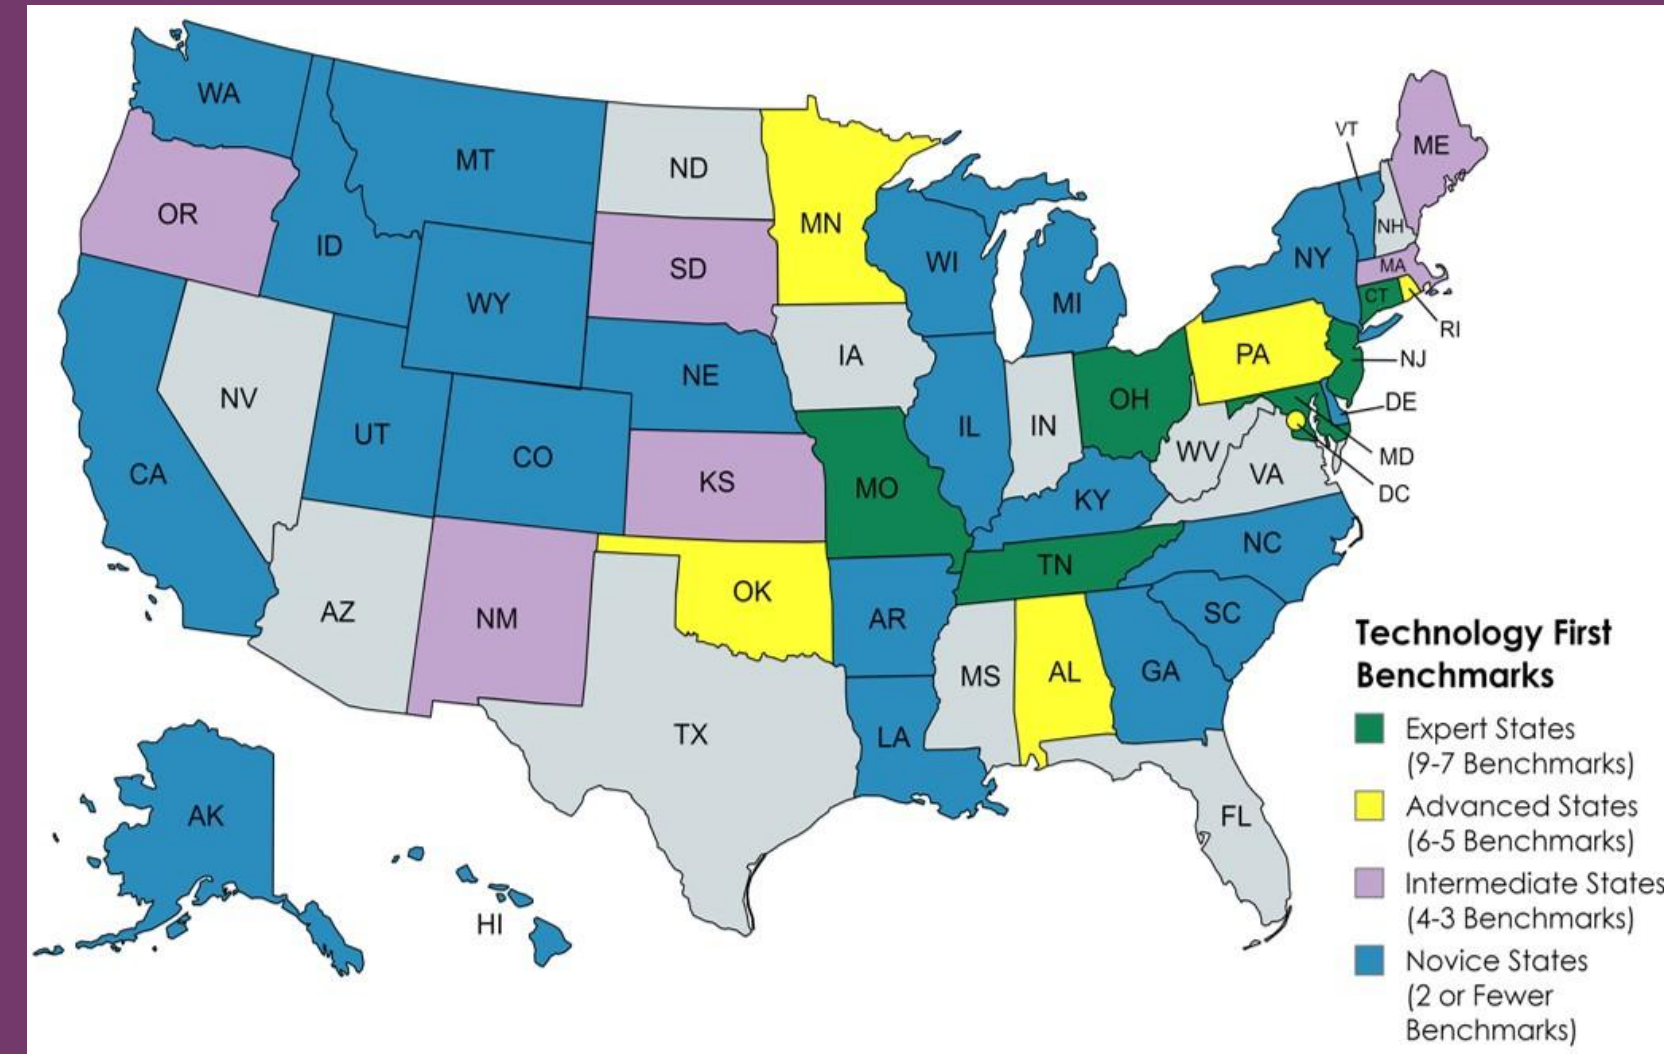 WA
MT
ND
MN
VT
ME
OR
ID
SD
WI
NH
NY
MA
WY
MI
CT
RI
IA
PA
NJ
NE
NV
OH
DE
UT
IL
IN
CO
WV
MD
CA
KS
MO
VA
DC
KY
NC
TN
OK
AZ
NM
AR
SC
MS
AL
GA
TX
LA
AK
FL
HI
Technology First
Benchmarks
Expert States
(9-7 Benchmarks)
Advanced States
(6-5 Benchmarks)
Intermediate States
(4-3 Benchmarks)
Novice States
(2 or Fewer
Benchmarks)